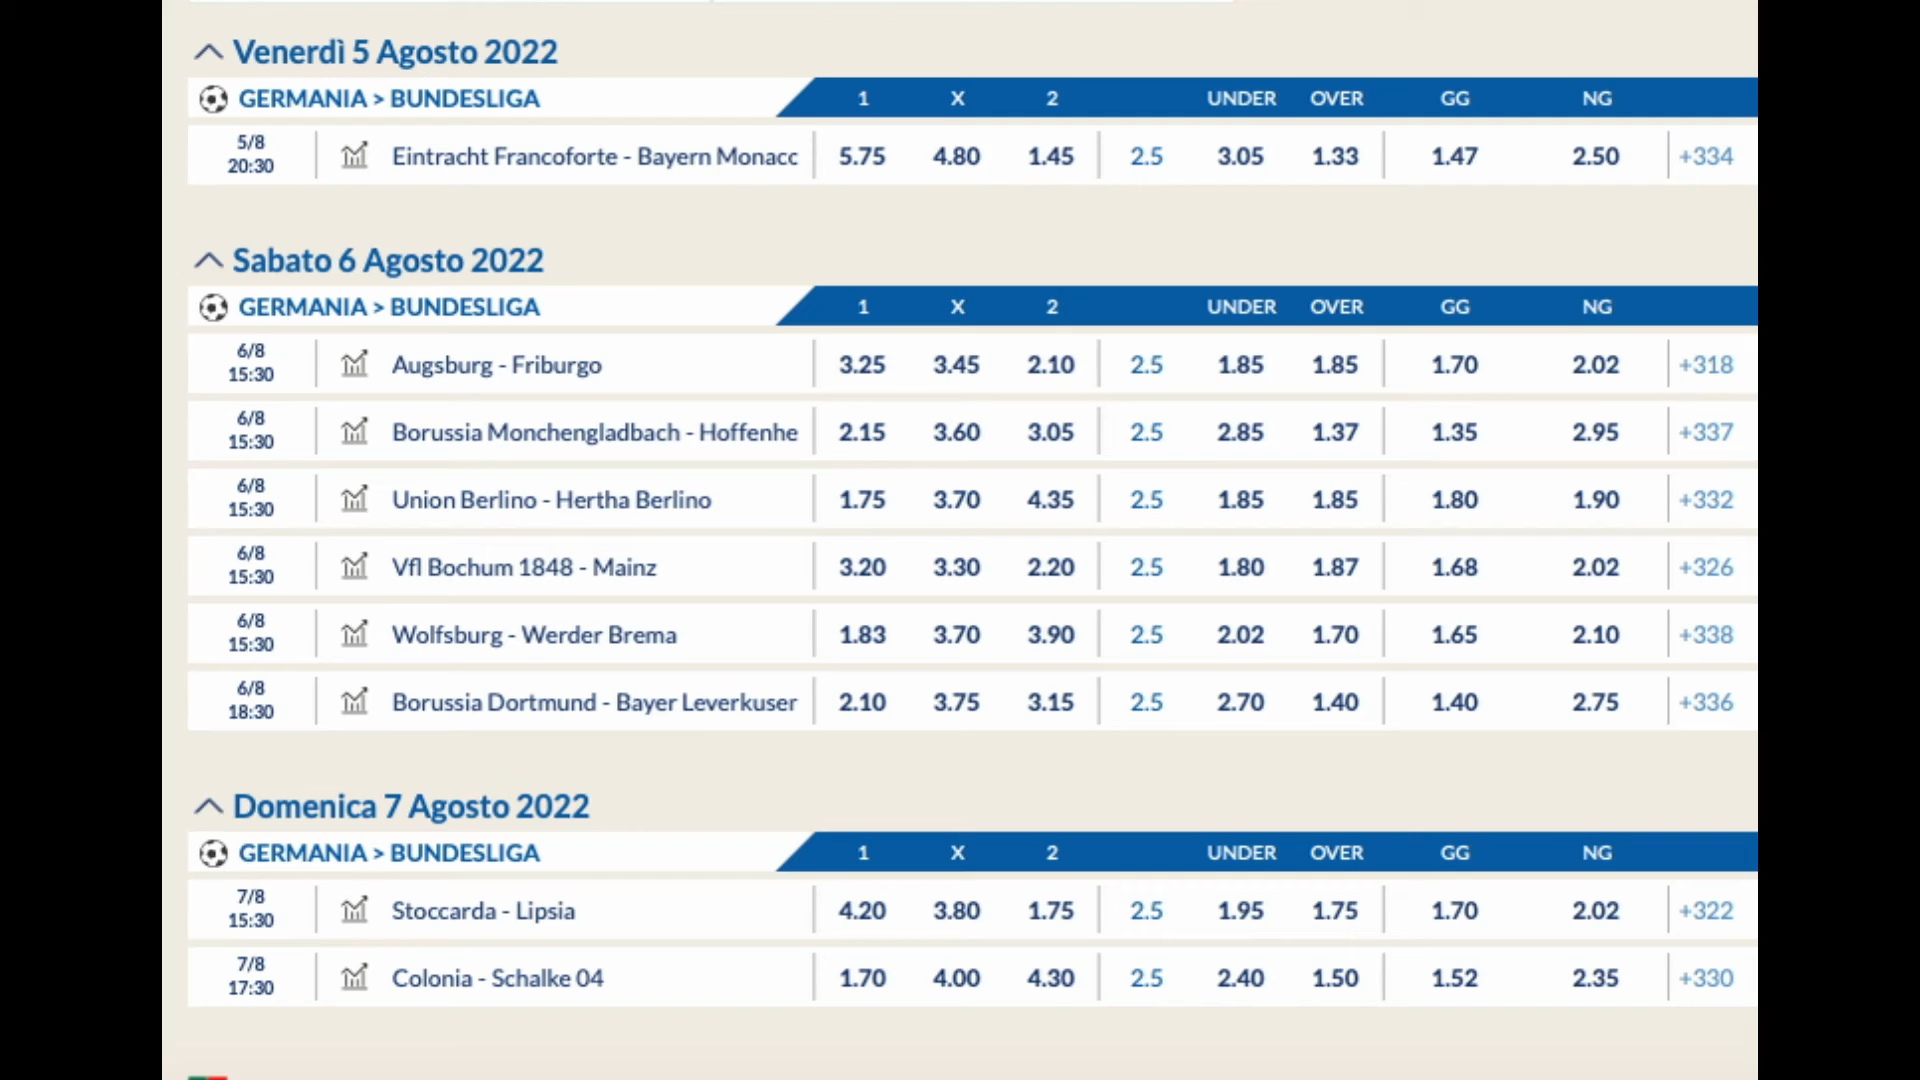 Venerdì 5 Agosto 2022
GERMANIA > BUNDESLIGA 1 X 2 UNDER OVER GG NG
5/8 20:30 Eintracht Francoforte - Bayern Monacc 5.75 4.80 1.45 2.5 3.05 1.33 1.47 2.50 +334
Sabato 6 Agosto 2022
GERMANIA > BUNDESLIGA 1 X 2 UNDER OVER GG NG
6/8 15:30 Augsburg - Friburgo 3.25 3.45 2.10 2.5 1.85 1.85 1.70 2.02 +318
6/8 15:30 Borussia Monchengladbach - Hoffenhe 2.15 3.60 3.05 2.5 2.85 1.37 1.35 2.95 +337
6/8 15:30 Union Berlino - Hertha Berlino 1.75 3.70 4.35 2.5 1.85 1.85 1.80 1.90 +332
6/8 15:30 Vfl Bochum 1848 - Mainz 3.20 3.30 2.20 2.5 1.80 1.87 1.68 2.02 +326
6/8 15:30 Wolfsburg - Werder Brema 1.83 3.70 3.90 2.5 2.02 1.70 1.65 2.10 +338
6/8 18:30 Borussia Dortmund - Bayer Leverkuser 2.10 3.75 3.15 2.5 2.70 1.40 1.40 2.75 +336
Domenica 7 Agosto 2022
GERMANIA > BUNDESLIGA 1 X 2 UNDER OVER GG NG
7/8 15:30 Stoccarda - Lipsia 4.20 3.80 1.75 2.5 1.95 1.75 1.70 2.02 +322
7/8 17:30 Colonia - Schalke 04 1.70 4.00 4.30 2.5 2.40 1.50 1.52 2.35 +330